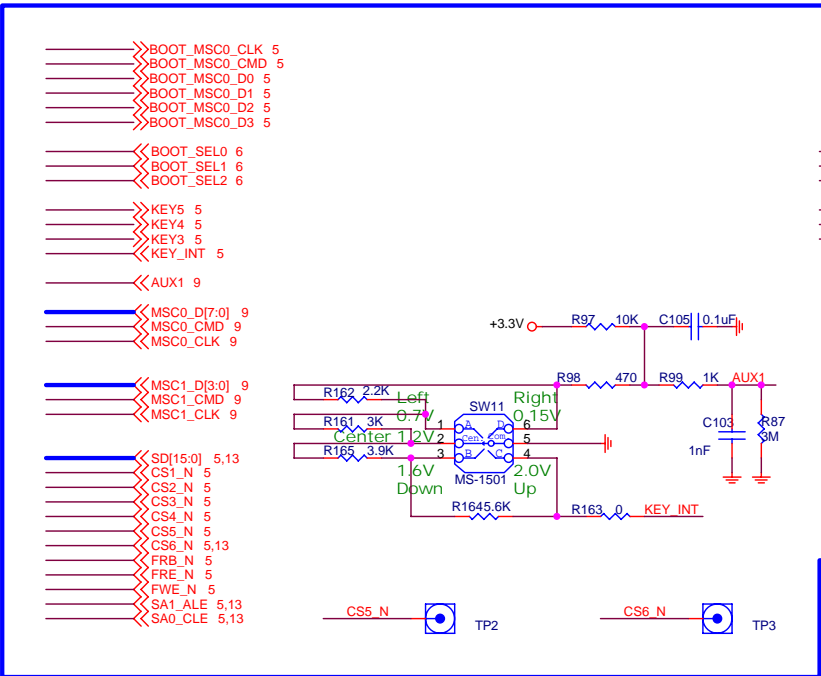 BOOT_MSC0_CLK 5
BOOT_MSC0_CMD 5
BOOT_MSC0_D0 5
BOOT_MSC0_D1 5
BOOT_MSC0_D2 5
BOOT_MSC0_D3 5
BOOT_SEL0 6
BOOT_SEL1 6
BOOT_SEL2 6
KEY5 5
KEY4 5
KEY3 5
KEY_INT 5
AUX1 9
MSC0_D[7:0] 9
MSC0_CMD 9
MSC0_CLK 9
MSC1_D[3:0] 9
MSC1_CMD 9
MSC1_CLK 9
SD[15:0] 5,13
CS1_N 5
CS2_N 5
CS3_N 5
CS4_N 5
CS5_N 5
CS6_N 5,13
FRB_N 5
FRE_N 5
FWE_N 5
SA1_ALE 5,13
SA0_CLE 5,13
+3.3V
R97 10K
C105 0.1uF
R98 470
R99 1K
AUX1
R162 2.2K
Left
0.7V
SW11
Right
0.15V
R161 3K
Center 1.2V
R165 3.9K
1 A D 6
2 Cen. Com 5
3 B C 4
MS-1501
1.6V
Down
2.0V
Up
C103
1nF
R87
3M
R164 5.6K
R163 0
KEY_INT
CS5_N
TP2
CS6_N
TP3